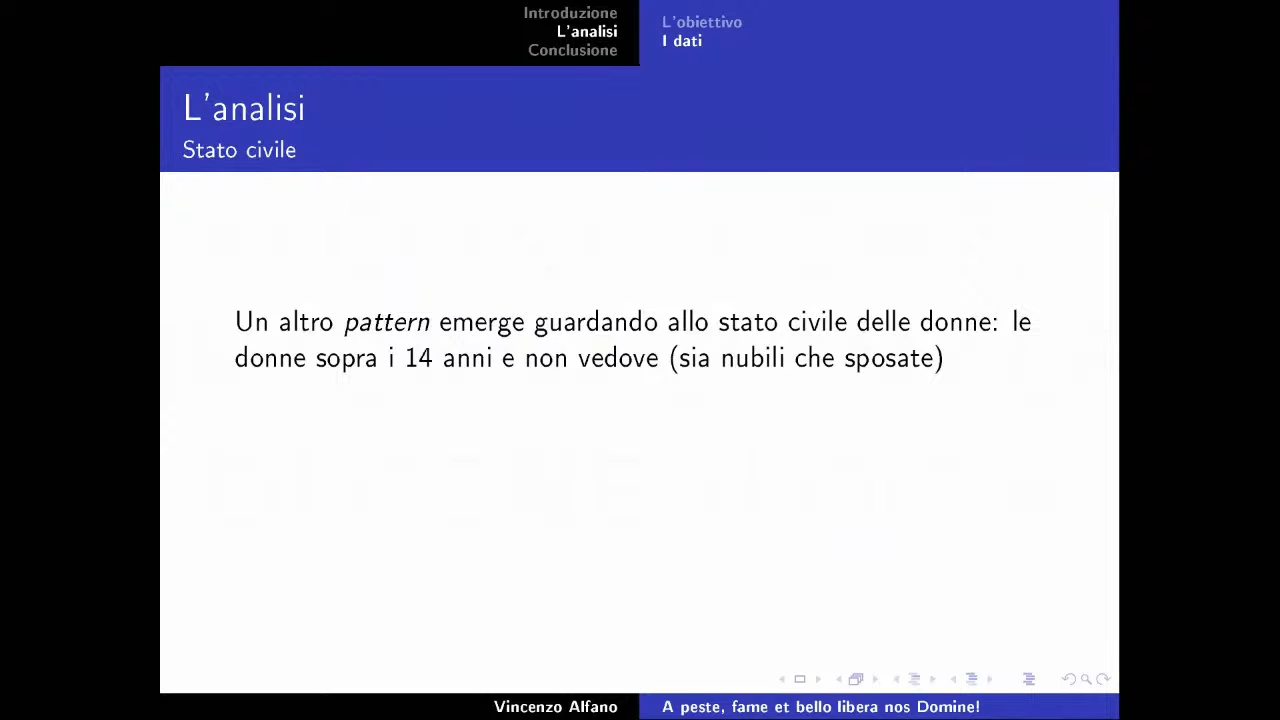 Introduzione
L'analisi
Conclusione
L'obiettivo
I dati
L'analisi
Stato civile
Un altro pattern emerge guardando allo stato civile delle donne: le
donne sopra i 14 anni e non vedove (sia nubili che sposate)
Vincenzo Alfano
A peste, fame et bello libera nos Domine!